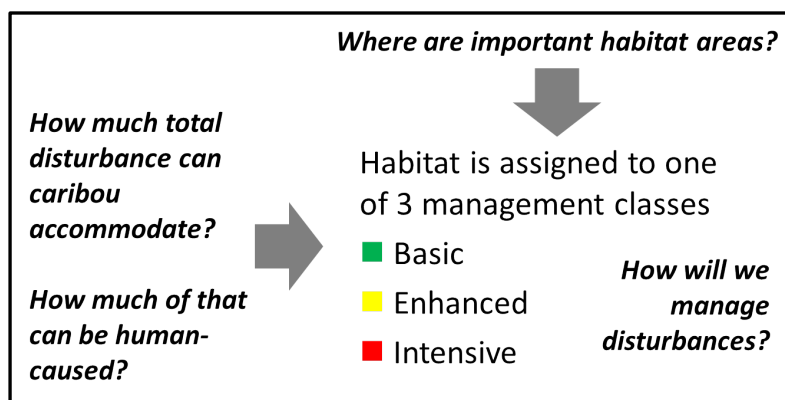 Where are important habitat areas?
How much total
disturbance can
caribou
accommodate?
How much of that
can be human-
caused?
Habitat is assigned to one
of 3 management classes
Basic
Enhanced
Intensive
How will we
manage
disturbances?